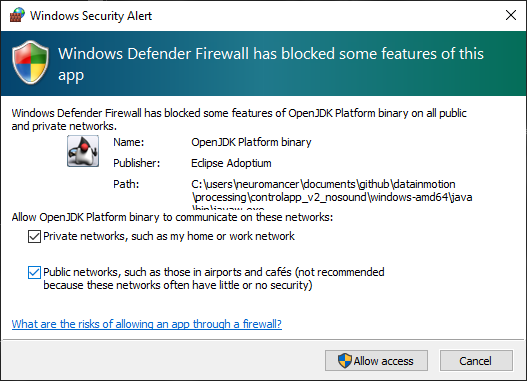 Windows Security Alert
Windows Defender Firewall has blocked some features of this
app
Windows Defender Firewall has blocked some features of OpenJDK Platform binary on all public
and private networks.
Name: OpenJDK Platform binary
Publisher: Eclipse Adoptium
Path: C:\users\neuromancer\documents\github\datainmotion
\processing\controlapp_v2_nosound\windows-amd64\java
\bin\javaw.exe
Allow OpenJDK Platform binary to communicate on these networks:
Private networks, such as my home or work network
Public networks, such as those in airports and cafés (not recommended
because these networks often have little or no security)
What are the risks of allowing an app through a firewall?
Allow access
Cancel